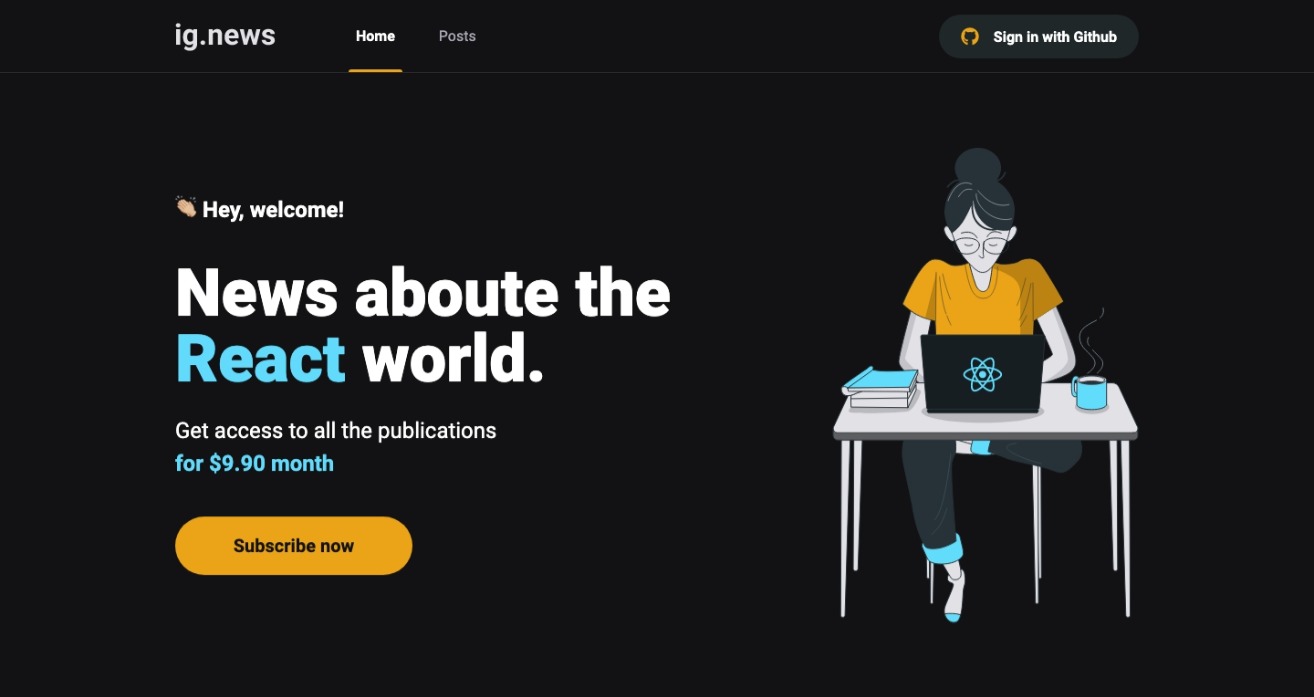 ig.news
Home
Posts
Sign in with Github
👏🏼 Hey, welcome!
News aboute the
React world.
Get access to all the publications
for $9.90 month
Subscribe now